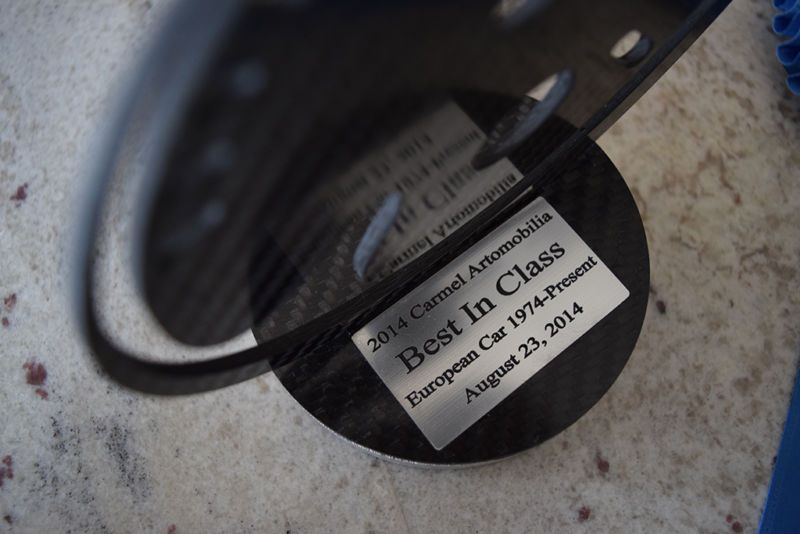 2014 Carmel Artomobilia
Best In Class
European Car 1974-Present
August 23, 2014